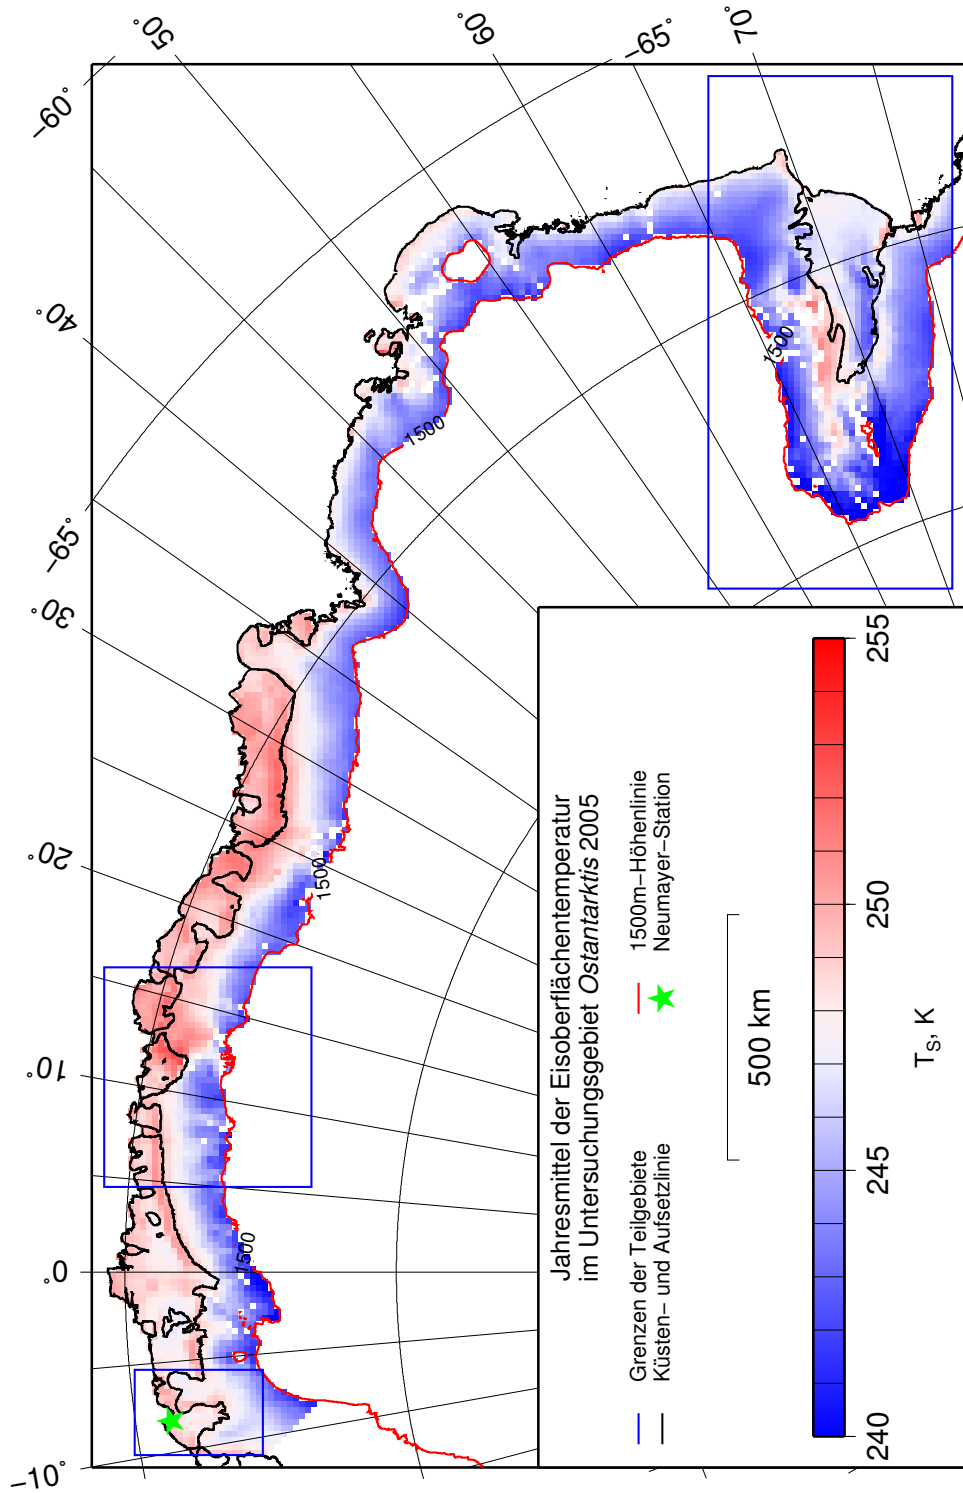 −10°
0°
10°
20°
30°
−65°
40°
−60°
50°
60°
−65°
70°
1500
1500
1500
1500
Jahresmittel der Eisoberflächentemperatur
im Untersuchungsgebiet Ostantarktis 2005
Grenzen der Teilgebiete
Küsten− und Aufsetzlinie
1500m−Höhenlinie
Neumayer−Station
500 km
240
245
250
255
TS, K